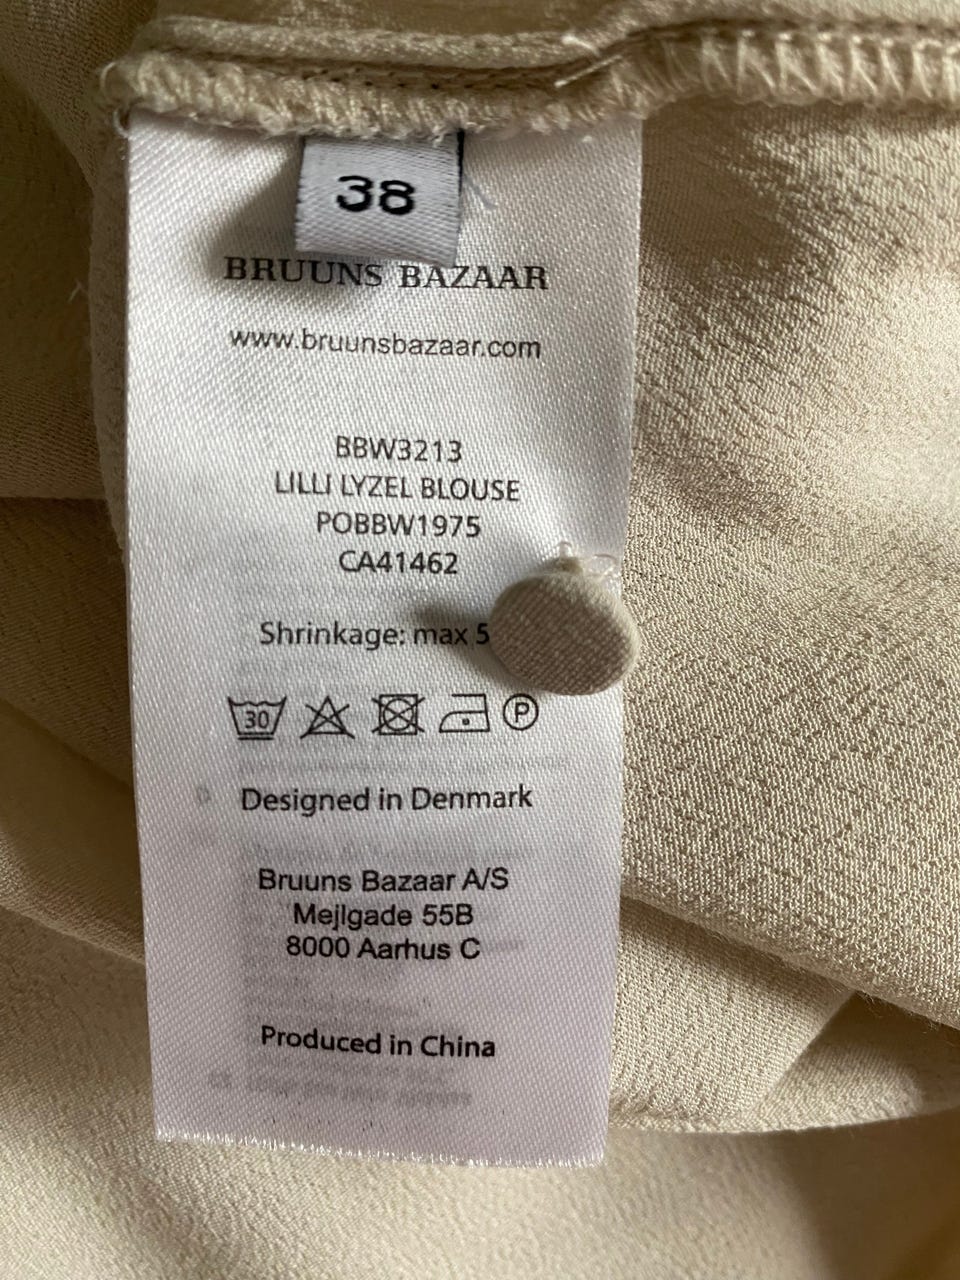 38
BRUUNS BAZAAR
www.bruunsbazaar.com
BBW3213
LILLI LYZEL BLOUSE
POBBW1975
CA41462
Shrinkage: max 5
30
P
Designed in Denmark
Bruuns Bazaar A/S
Mejlgade 55B
8000 Aarhus C
Produced in China